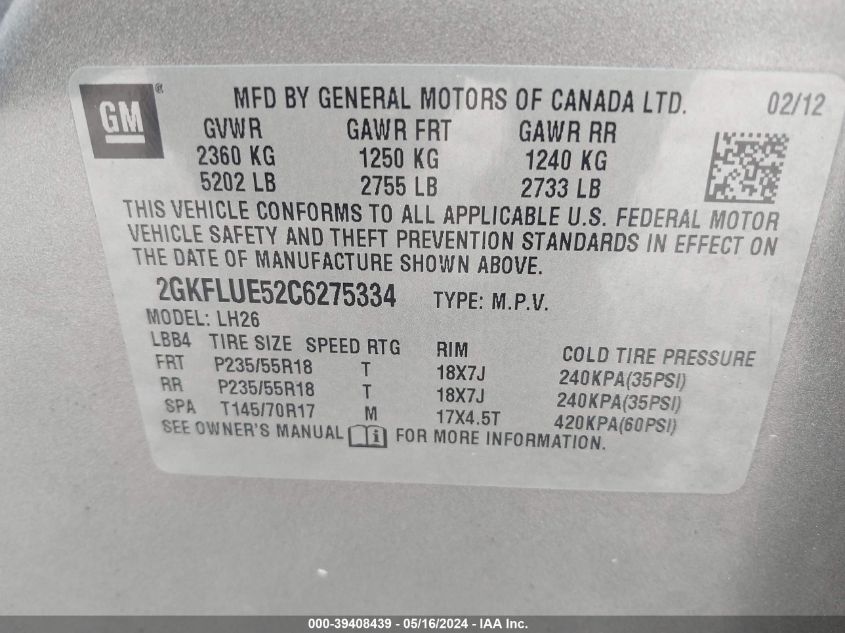 GM ® MFD BY GENERAL MOTORS OF CANADA LTD. 02/12
GVWR GAWR FRT GAWR RR
2360 KG 1250 KG 1240 KG
5202 LB 2755 LB 2733 LB
THIS VEHICLE CONFORMS TO ALL APPLICABLE U.S. FEDERAL MOTOR
VEHICLE SAFETY AND THEFT PREVENTION STANDARDS IN EFFECT ON
THE DATE OF MANUFACTURE SHOWN ABOVE.
2GKFLUE52C6275334 TYPE: M.P.V.
MODEL: LH26
LBB4 TIRE SIZE SPEED RTG RIM COLD TIRE PRESSURE
FRT P235/55R18 T 18X7J 240KPA(35PSI)
RR P235/55R18 T 18X7J 240KPA(35PSI)
SPA T145/70R17 M 17X4.5T 420KPA(60PSI)
SEE OWNER'S MANUAL FOR MORE INFORMATION.
000-39408439 - 05/16/2024 - IAA Inc.